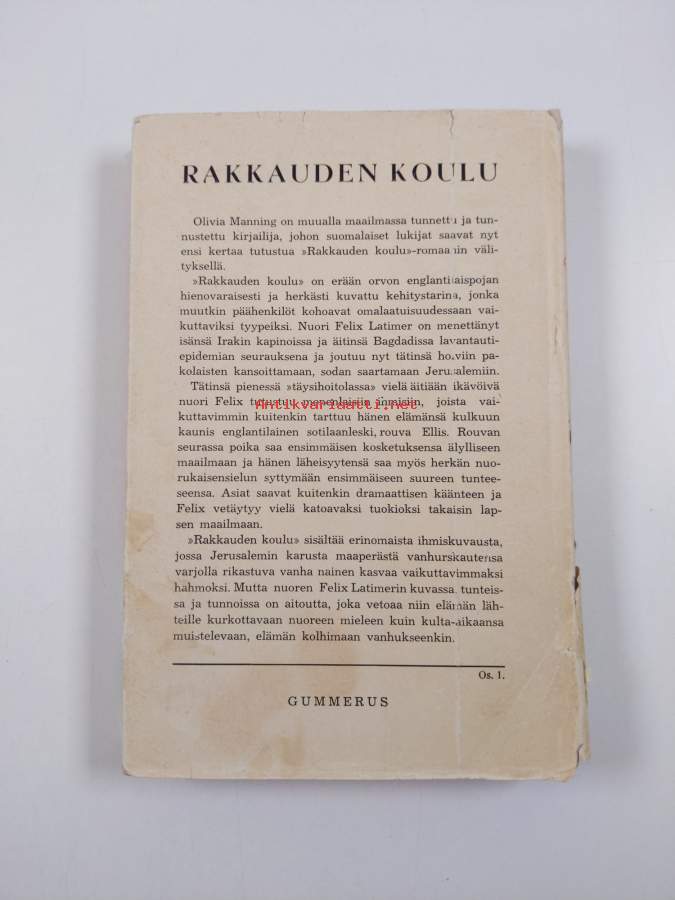 RAKKAUDEN KOULU
Olivia Manning on muualla maailmassa tunnettu ja tun-
nustettu kirjailija, johon suomalaiset lukijat saavat nyt
ensi kertaa tutustua »Rakkauden koulu»-romaanin väli-
tyksellä.
»Rakkauden koulu» on erään orvon englantilaispojan
hienovaraisesti ja herkästi kuvattu kehitystarina, jonka
muutkin päähenkilöt kohoavat omalaatuisuudessaan vai-
kuttaviksi tyypeiksi. Nuori Felix Latimer on menettänyt
isänsä Irakin kapinoissa ja äitinsä Bagdadissa lavantauti-
epidemian seurauksena ja joutuu nyt tätinsä hoiviin pa-
kolaisten kansoittamaan, sodan saartamaan Jerusalemiin.
Tätinsä pienessä »täysihoitolassa» vielä äitiään ikävöivä
nuori Felix tutustuu monenlaisiin ihmisiin, joista vai-
Antikvariaatti.net
kuttavimmin kuitenkin tarttuu hänen elämänsä kulkuun
kaunis englantilainen sotilaanleski, rouva Ellis. Rouvan
seurassa poika saa ensimmäisen kosketuksensa älylliseen
maailmaan ja hänen läheisyytensä saa myös herkän nuo-
rukaisensielun syttymään ensimmäiseen suureen tuntee-
seensa. Asiat saavat kuitenkin dramaattisen käänteen ja
Felix vetäytyy vielä katoavaksi tuokioksi takaisin lap-
sen maailmaan.
»Rakkauden koulu» sisältää erinomaista ihmiskuvausta,
jossa Jerusalemin karusta maaperästä vanhurskautensa
varjolla rikastuva vanha nainen kasvaa vaikuttavimmaksi
hahmoksi. Mutta nuoren Felix Latimerin kuvassa, tunteis-
sa ja tunnoissa on aitoutta, joka vetoaa niin elämän läh-
teille kurkottavaan nuoreen mieleen kuin kulta-aikaansa
muistelevaan, elämän kolhimaan vanhukseenkin.
Os. 1.
GUMMERUS